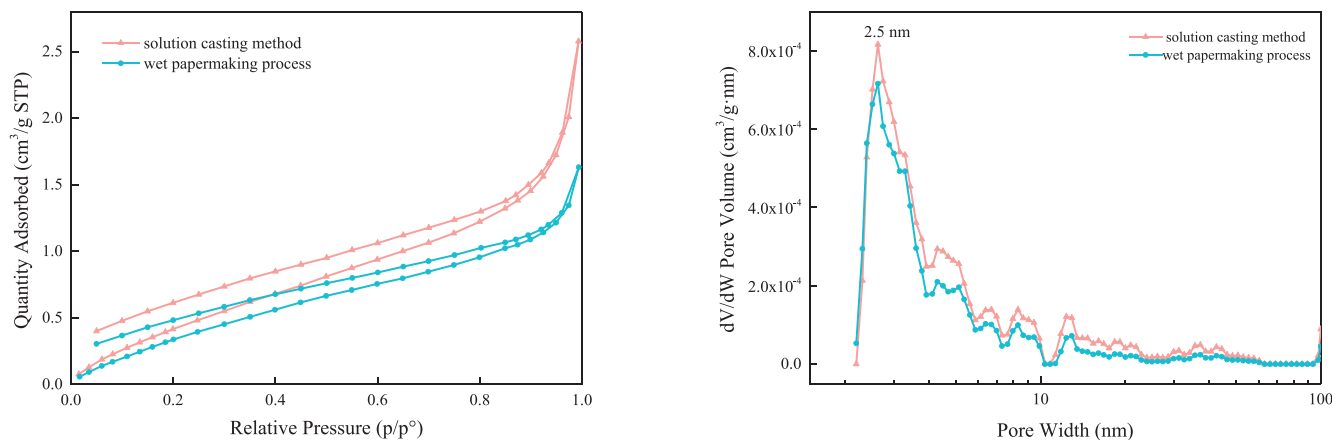 2.5
2.0
1.5
1.0
0.5
0.0
Quantity Adsorbed (cm³/g STP)
solution casting method
wet papermaking process
0.0 0.2 0.4 0.6 0.8 1.0
Relative Pressure (p/p°)
8.0x10⁻⁴
6.0x10⁻⁴
4.0x10⁻⁴
2.0x10⁻⁴
0.0
dV/dW Pore Volume (cm³/g·nm)
2.5 nm
solution casting method
wet papermaking process
10 100
Pore Width (nm)